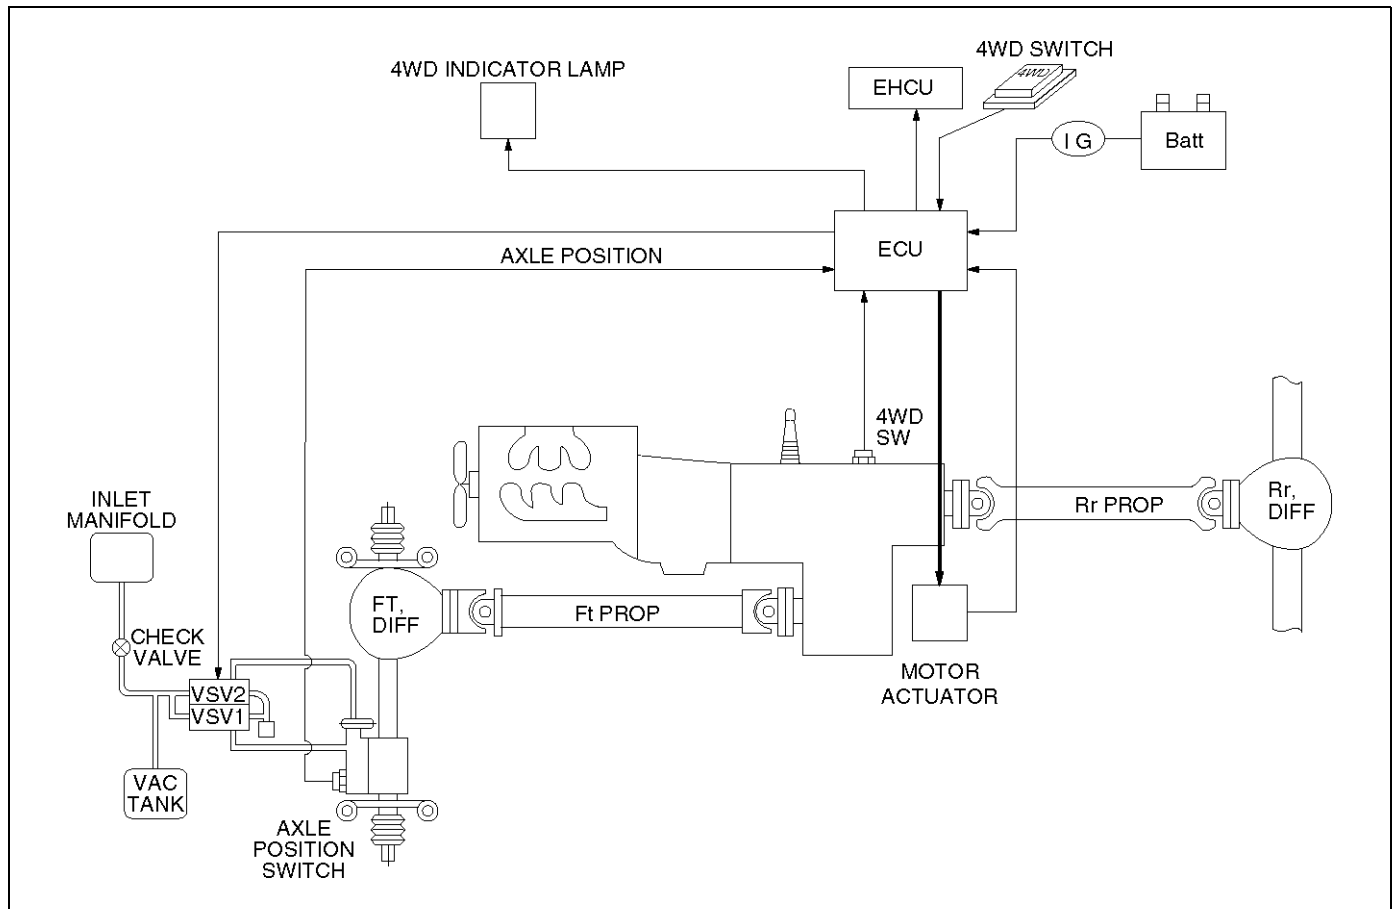 4WD SWITCH
4WD INDICATOR LAMP
4WD
EHCU
I G
Batt
ECU
AXLE POSITION
4WD
SW
INLET
MANIFOLD
Rr PROP
Rr,
DIFF
FT,
DIFF
Ft PROP
CHECK
VALVE
MOTOR
ACTUATOR
VSV2
VSV1
VAC
TANK
AXLE
POSITION
SWITCH